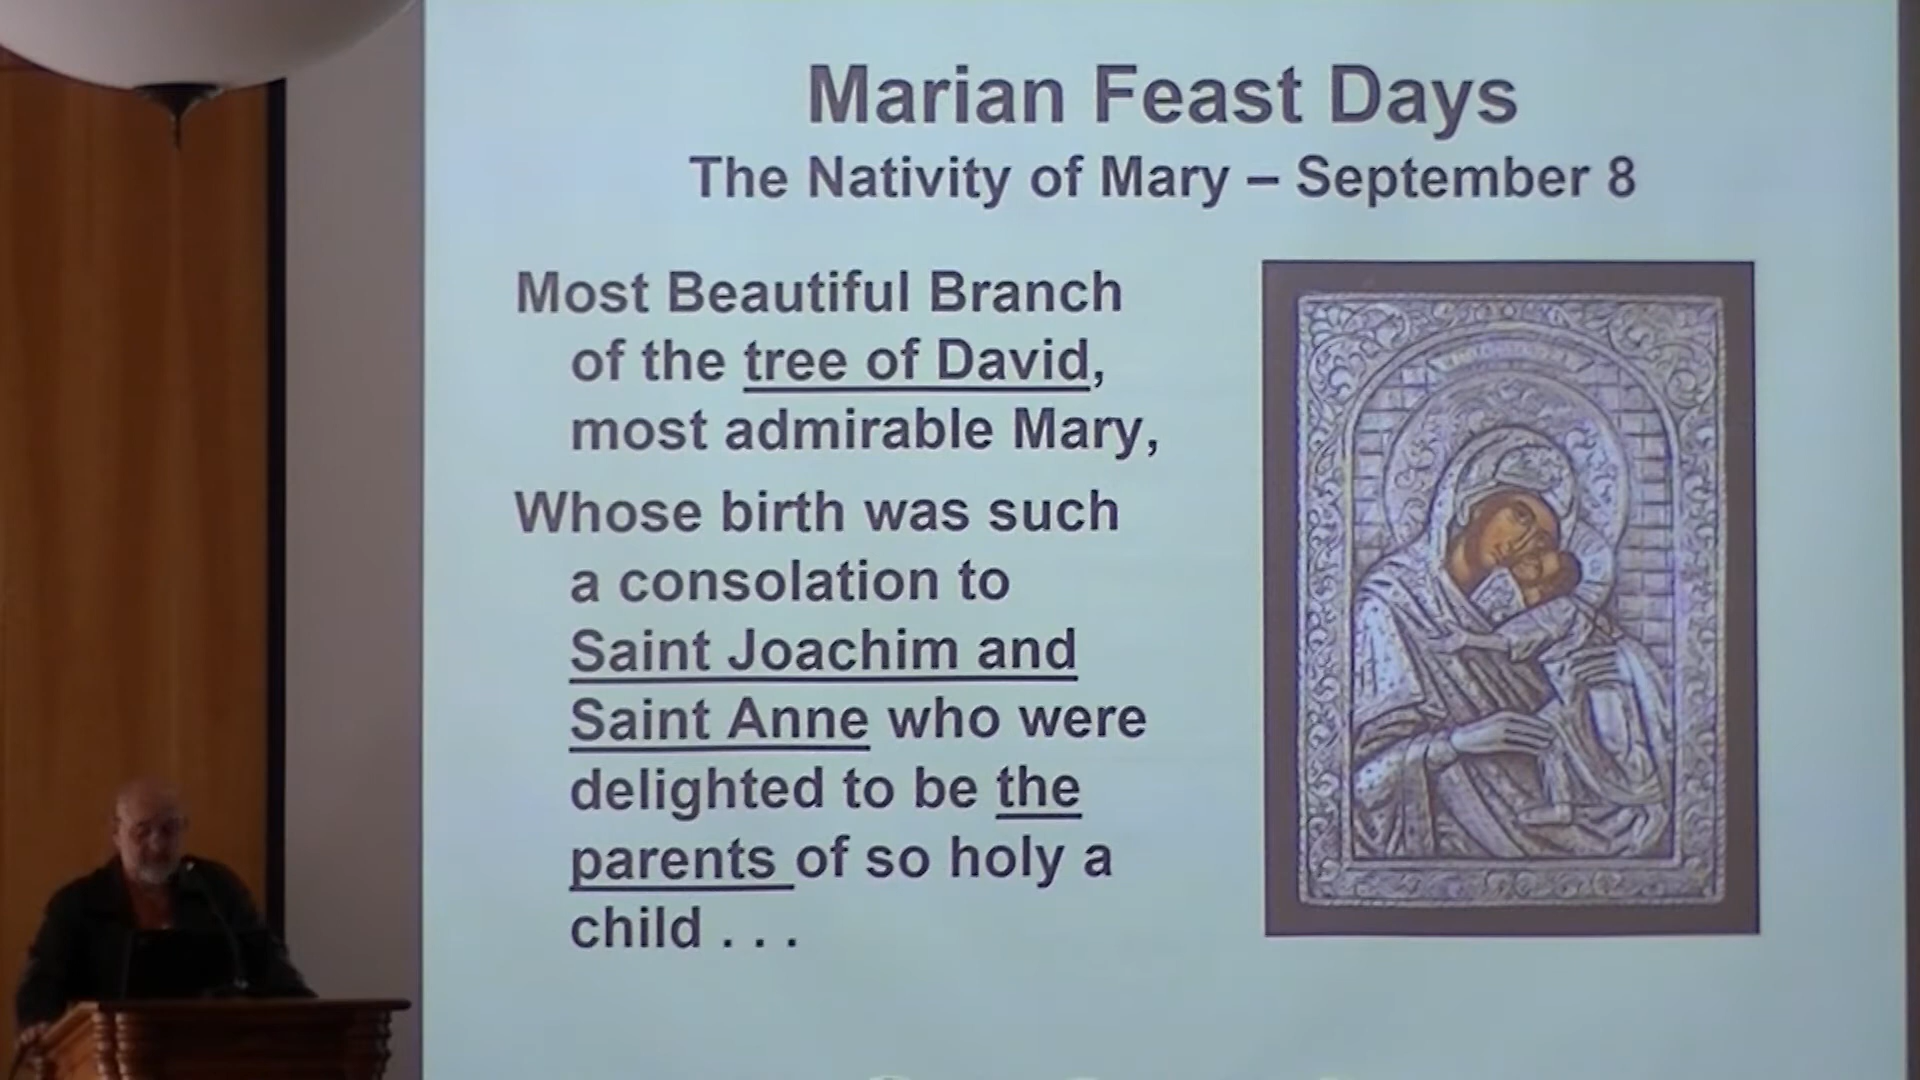 Marian Feast Days
The Nativity of Mary – September 8
Most Beautiful Branch
of the tree of David,
most admirable Mary,
Whose birth was such
a consolation to
Saint Joachim and
Saint Anne who were
delighted to be the
parents of so holy a
child . . .